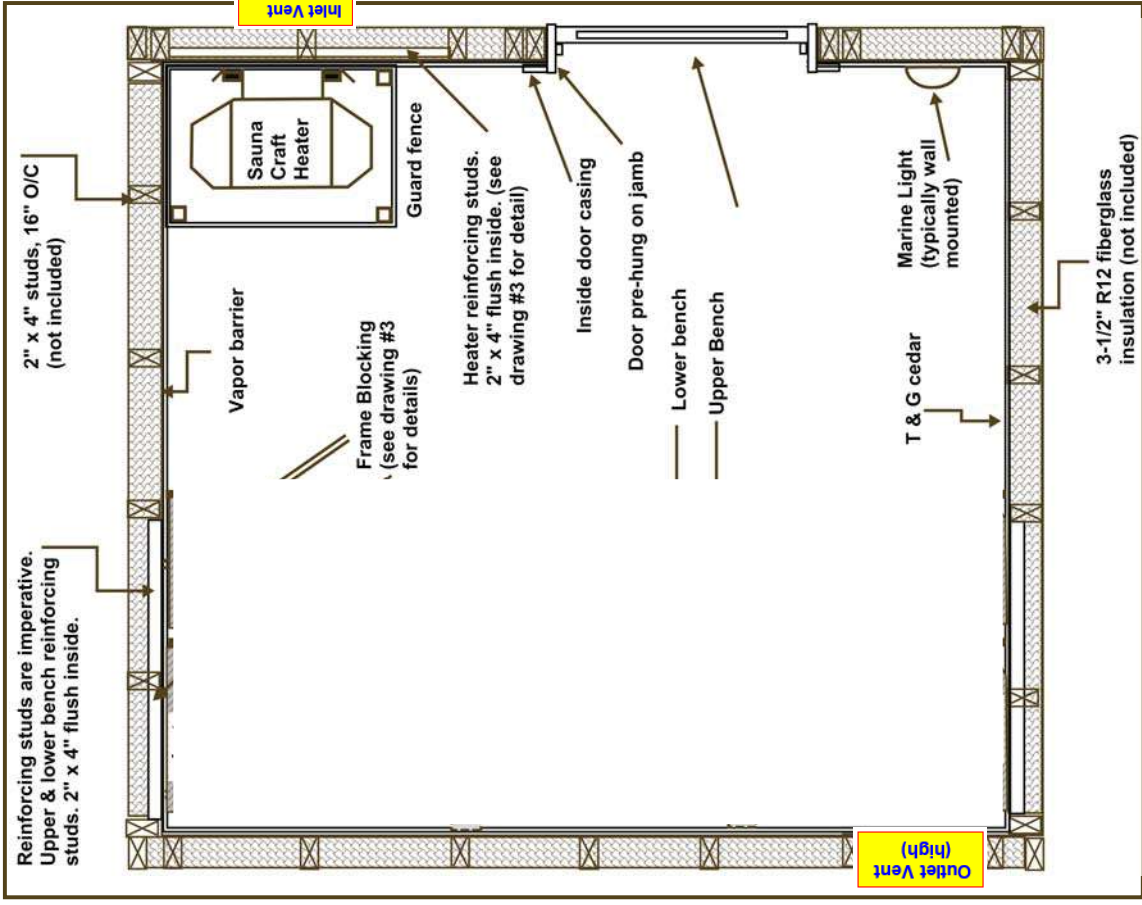 Reinforcing studs are imperative.
Upper & lower bench reinforcing
studs. 2" x 4" flush inside.
2" x 4" studs, 16" O/C
(not included)
Inlet Vent
Vapor barrier
Sauna
Craft
Heater
Guard fence
Frame Blocking
(see drawing #3
for details)
Heater reinforcing studs.
2" x 4" flush inside. (see
drawing #3 for detail)
Inside door casing
Door pre-hung on jamb
Lower bench
Upper Bench
Marine Light
(typically wall
mounted)
T & G cedar
Outlet Vent
(high)
3-1/2" R12 fiberglass
insulation (not included)